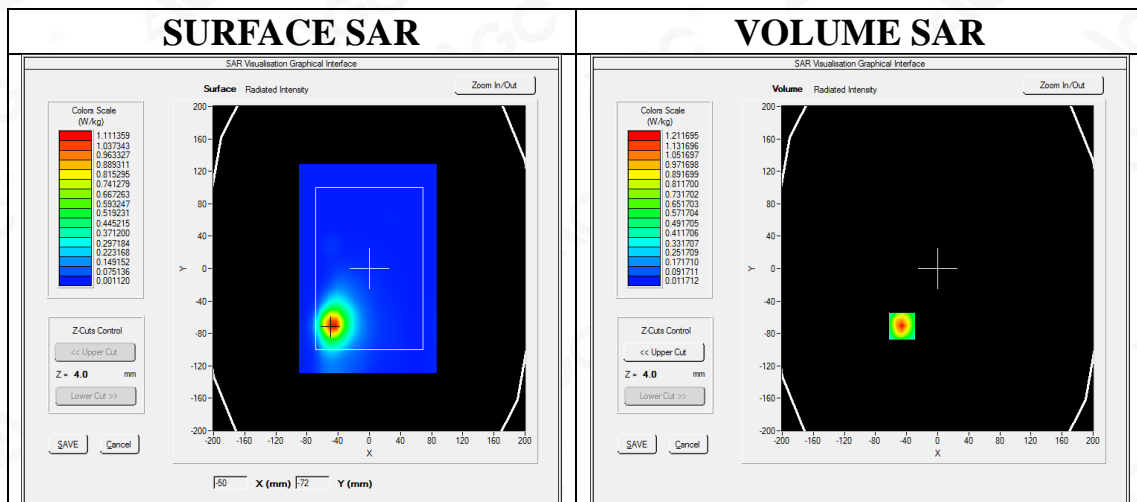 SURFACE SAR
VOLUME SAR
SAR Visualisation Graphical Interface
Surface Radiated Intensity
Zoom In/Out
Colors Scale
(W/kg)
1.111359
1.037343
0.963327
0.889311
0.815295
0.741279
0.667263
0.593247
0.519231
0.445215
0.371200
0.297184
0.223168
0.149152
0.075136
0.001120
Z-Cuts Control
<< Upper Cut
Z = 4.0 mm
Lower Cut >>
SAVE Cancel
200
160
120
80
40
0
-40
-80
-120
-160
-200
Y
-200 -160 -120 -80 -40 0 40 80 120 160 200
X
-50 X (mm) -72 Y (mm)
SAR Visualisation Graphical Interface
Volume Radiated Intensity
Zoom In/Out
Colors Scale
(W/kg)
1.211695
1.131696
1.051697
0.971698
0.891699
0.811700
0.731702
0.651703
0.571704
0.491705
0.411706
0.331707
0.251709
0.171710
0.091711
0.011712
Z-Cuts Control
<< Upper Cut
Z = 4.0 mm
Lower Cut >>
SAVE Cancel
200
160
120
80
40
0
-40
-80
-120
-160
-200
Y
-200 -160 -120 -80 -40 0 40 80 120 160 200
X